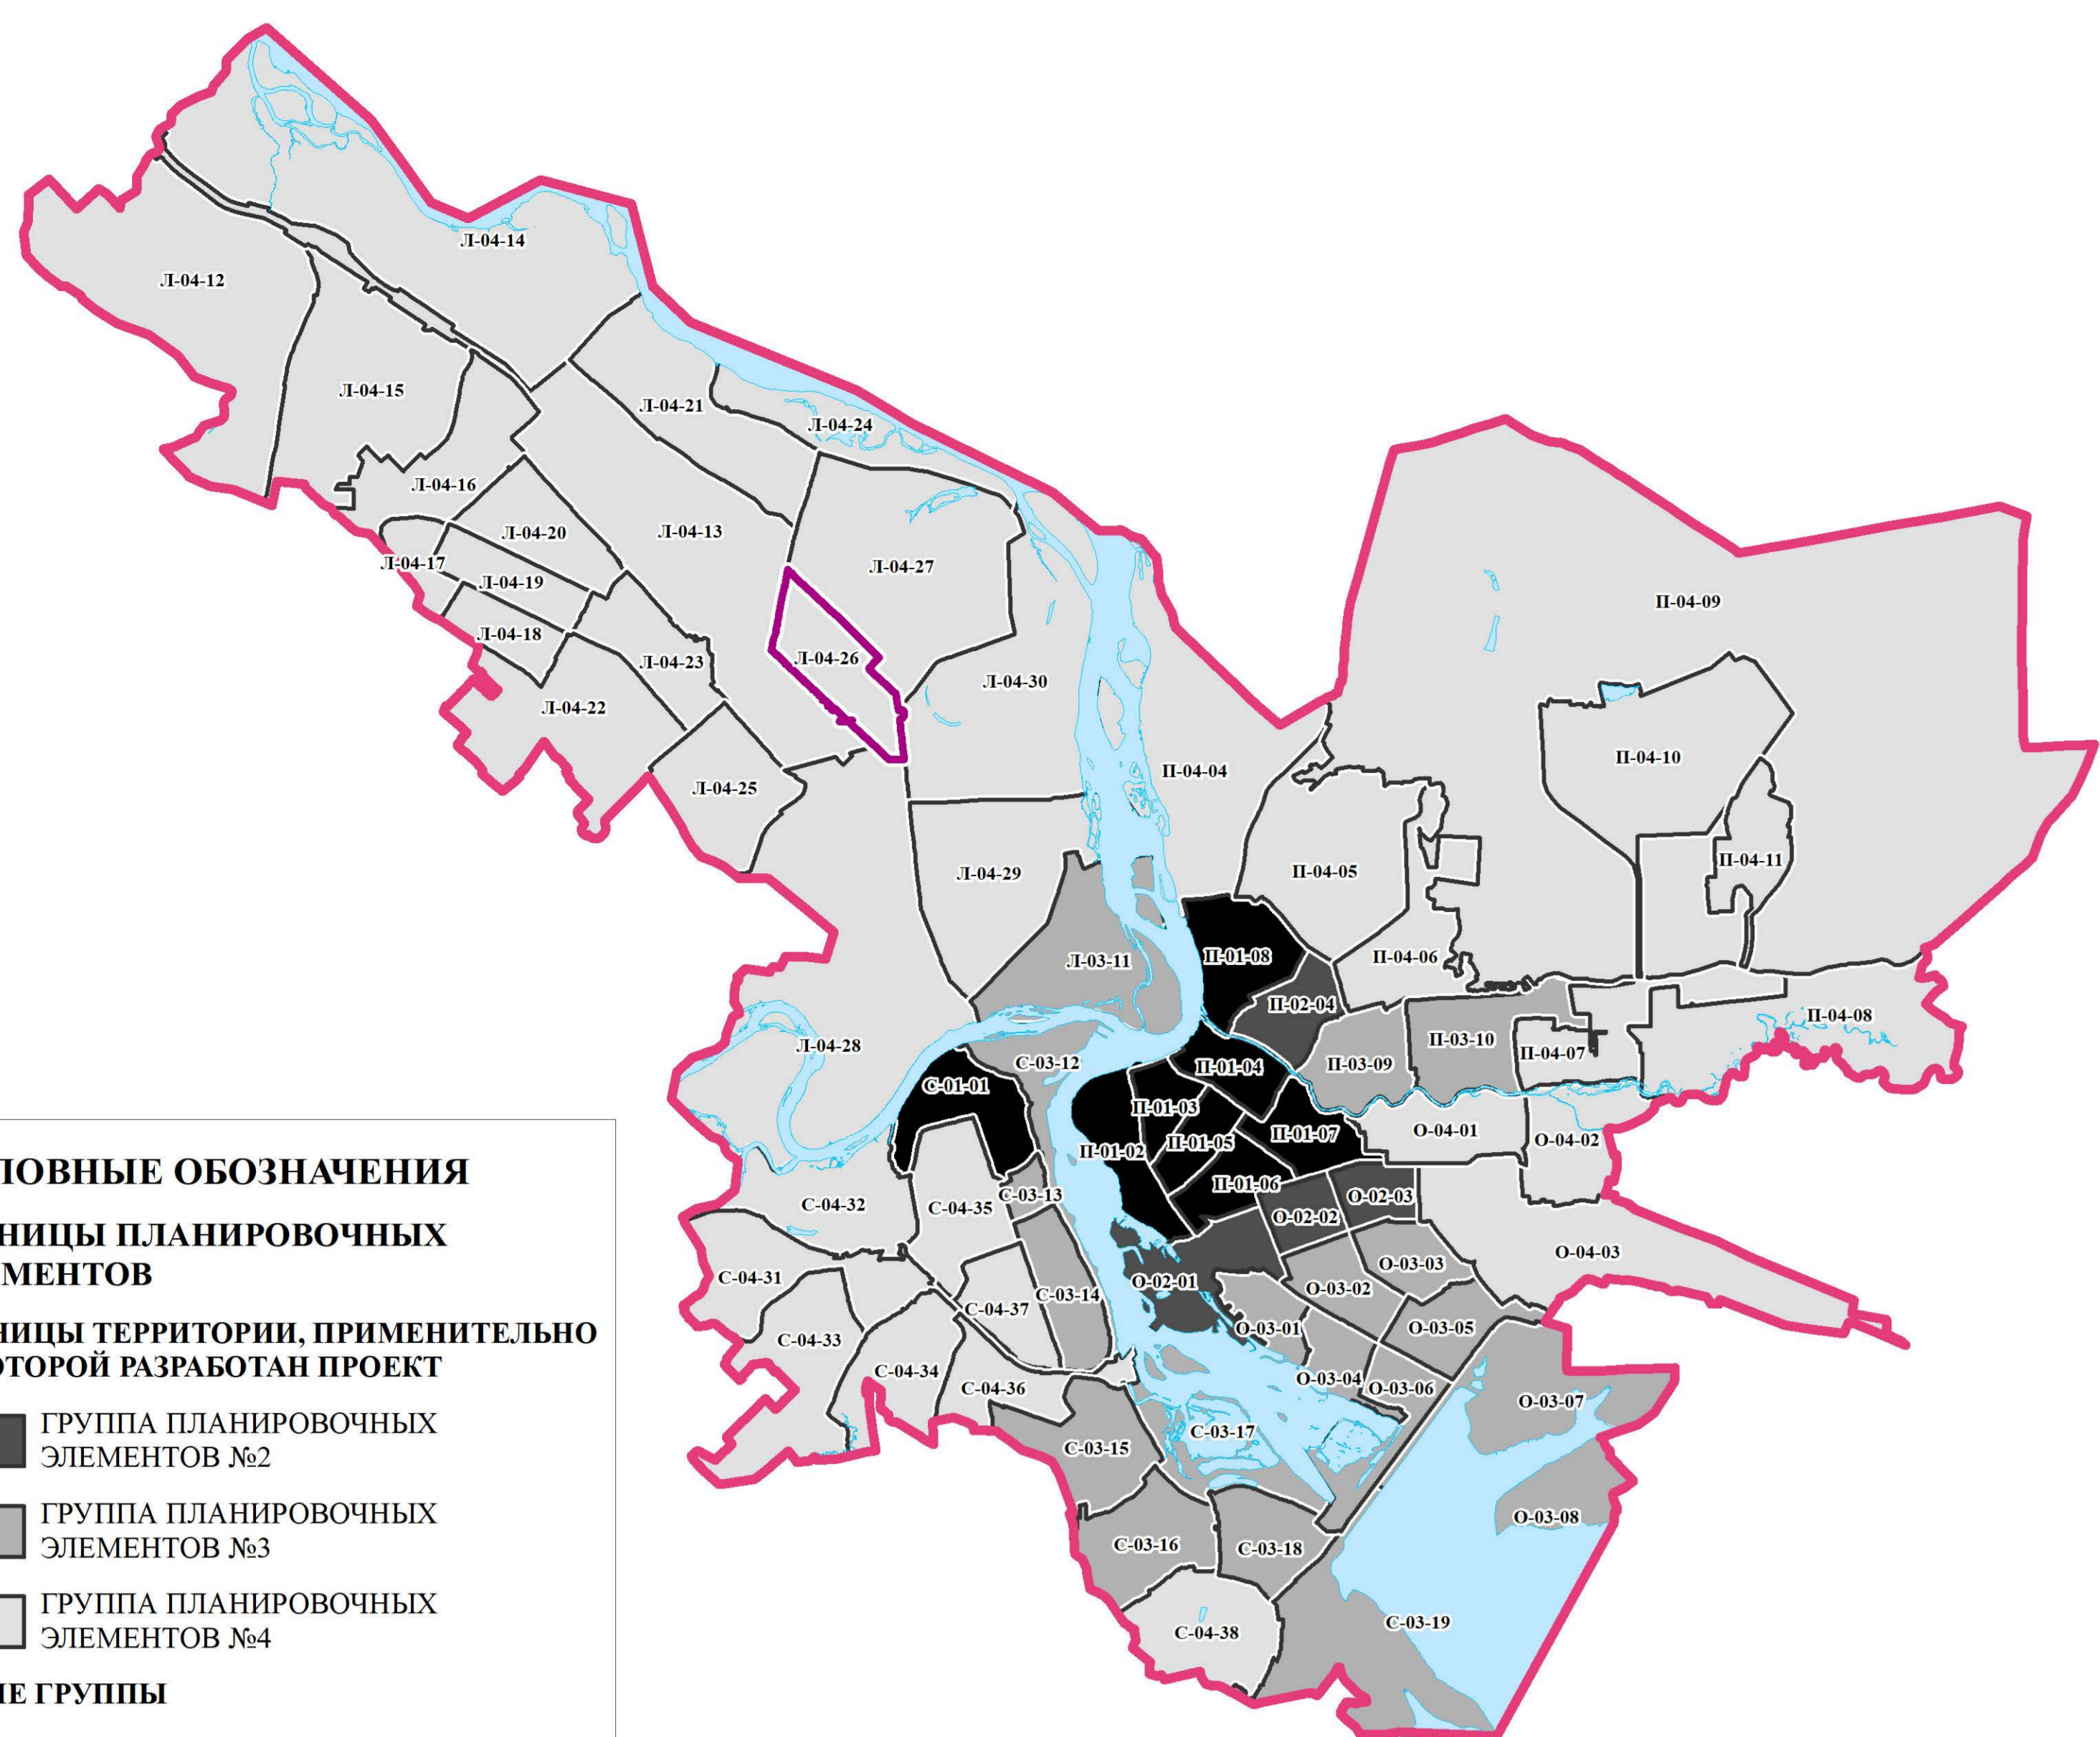 Л-04-14
Л-04-12
Л-04-15
Л-04-21
Л-04-24
Л-04-16
Л-04-20
Л-04-13
Л-04-17
Л-04-19
Л-04-27
П-04-09
Л-04-18
Л-04-23
Л-04-26
Л-04-30
Л-04-22
П-04-10
П-04-04
Л-04-25
П-04-11
Л-04-29
П-04-05
Л-03-11
П-01-08
П-04-06
П-02-04
П-04-08
Л-04-28
С-03-12
П-03-10
П-04-07
П-01-04
П-03-09
С-01-01
П-01-03
О-04-01
П-01-07
О-04-02
П-01-05
П-01-02
П-01-06
С-03-13
О-02-03
С-04-32
С-04-35
О-02-02
О-04-03
О-03-03
С-04-31
О-02-01
О-03-02
С-03-14
С-04-37
О-03-01
О-03-05
С-04-33
С-04-34
О-03-04
С-04-36
О-03-06
О-03-07
С-03-17
С-03-15
О-03-08
С-03-16
С-03-18
С-03-19
С-04-38
ЛОВНЫЕ ОБОЗНАЧЕНИЯ
НИЦЫ ПЛАНИРОВОЧНЫХ
МЕНТОВ
НИЦЫ ТЕРРИТОРИИ, ПРИМЕНИТЕЛЬНО
ОТОРОЙ РАЗРАБОТАН ПРОЕКТ
ГРУППА ПЛАНИРОВОЧНЫХ
ЭЛЕМЕНТОВ №2
ГРУППА ПЛАНИРОВОЧНЫХ
ЭЛЕМЕНТОВ №3
ГРУППА ПЛАНИРОВОЧНЫХ
ЭЛЕМЕНТОВ №4
ИЕ ГРУППЫ